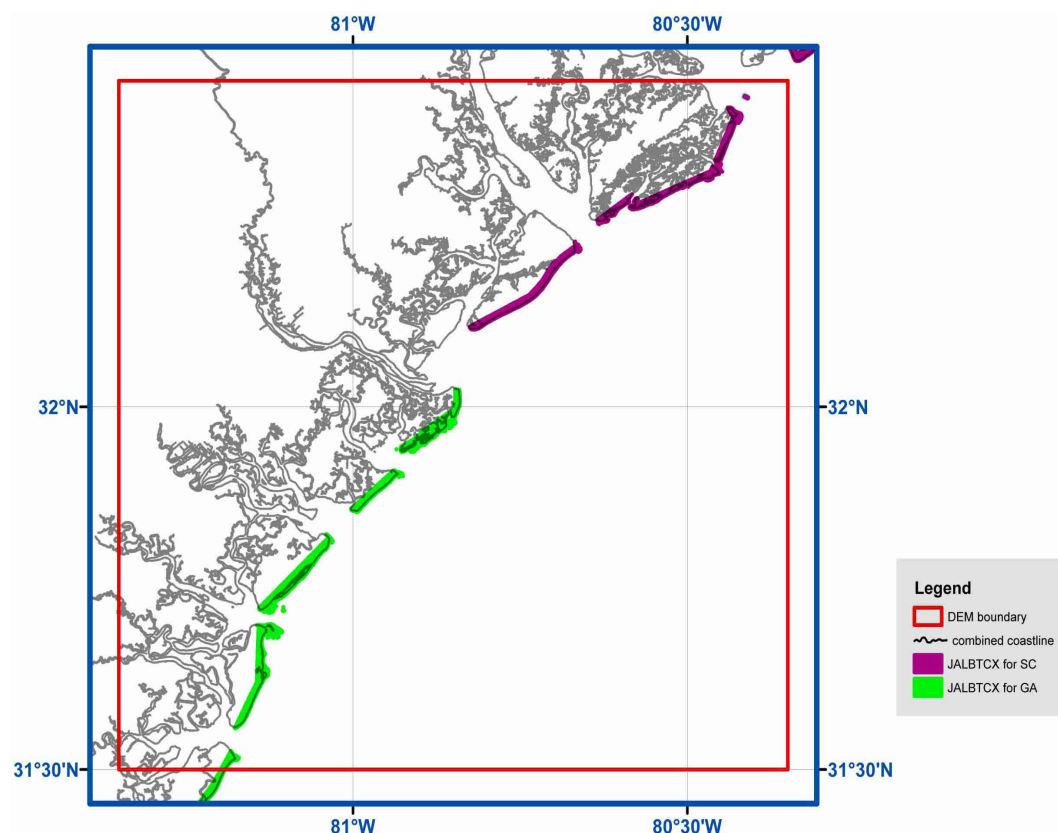 81°W 80°30'W
32°N 32°N
Legend
DEM boundary
combined coastline
JALBTCX for SC
JALBTCX for GA
31°30'N 31°30'N
81°W 80°30'W